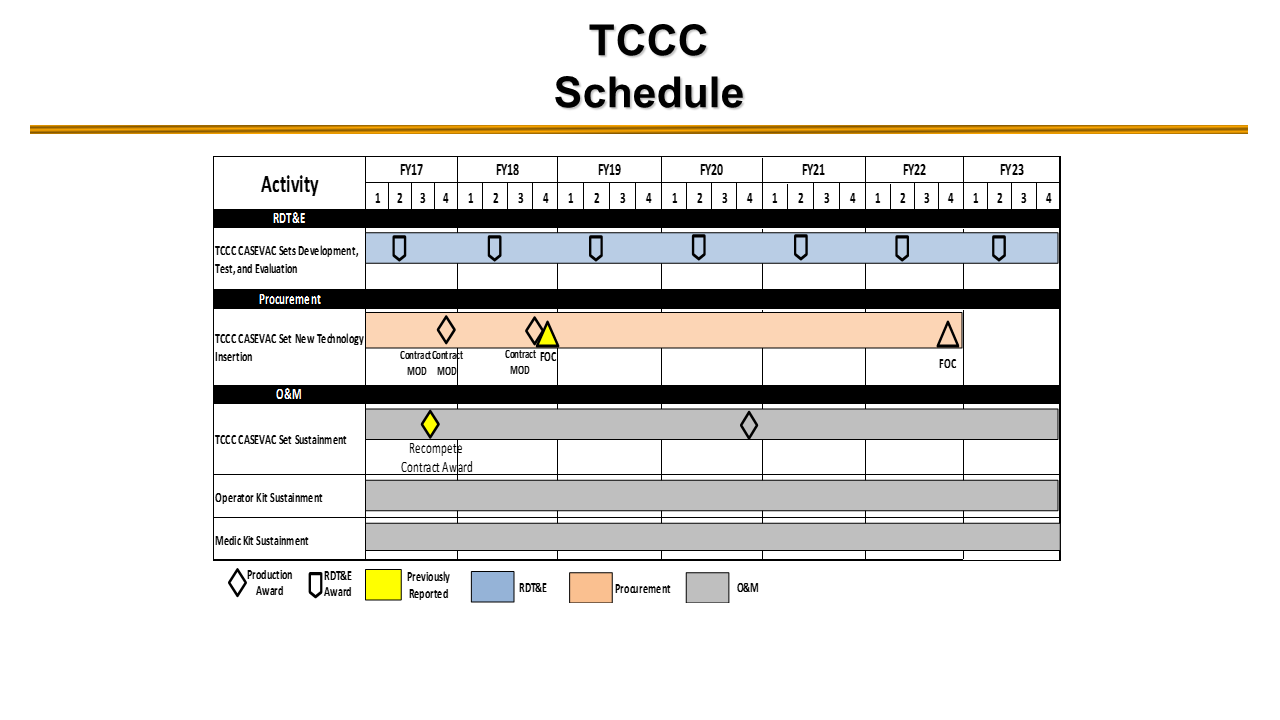 TCCC
Schedule
Activity
FY17 FY18 FY19 FY20 FY21 FY22 FY23
1 2 3 4 1 2 3 4 1 2 3 4 1 2 3 4 1 2 3 4 1 2 3 4 1 2 3 4
RDT&E
TCCC CASEVAC Sets Development,
Test, and Evaluation
Procurement
TCCC CASEVAC Set New Technology
Insertion
Contract Contract Contract FOC
MOD MOD MOD
FOC
O&M
TCCC CASEVAC Set Sustainment
Recompete
Contract Award
Operator Kit Sustainment
Medic Kit Sustainment
Production
Award
RDT&E
Award
Previously
Reported
RDT&E
Procurement
O&M